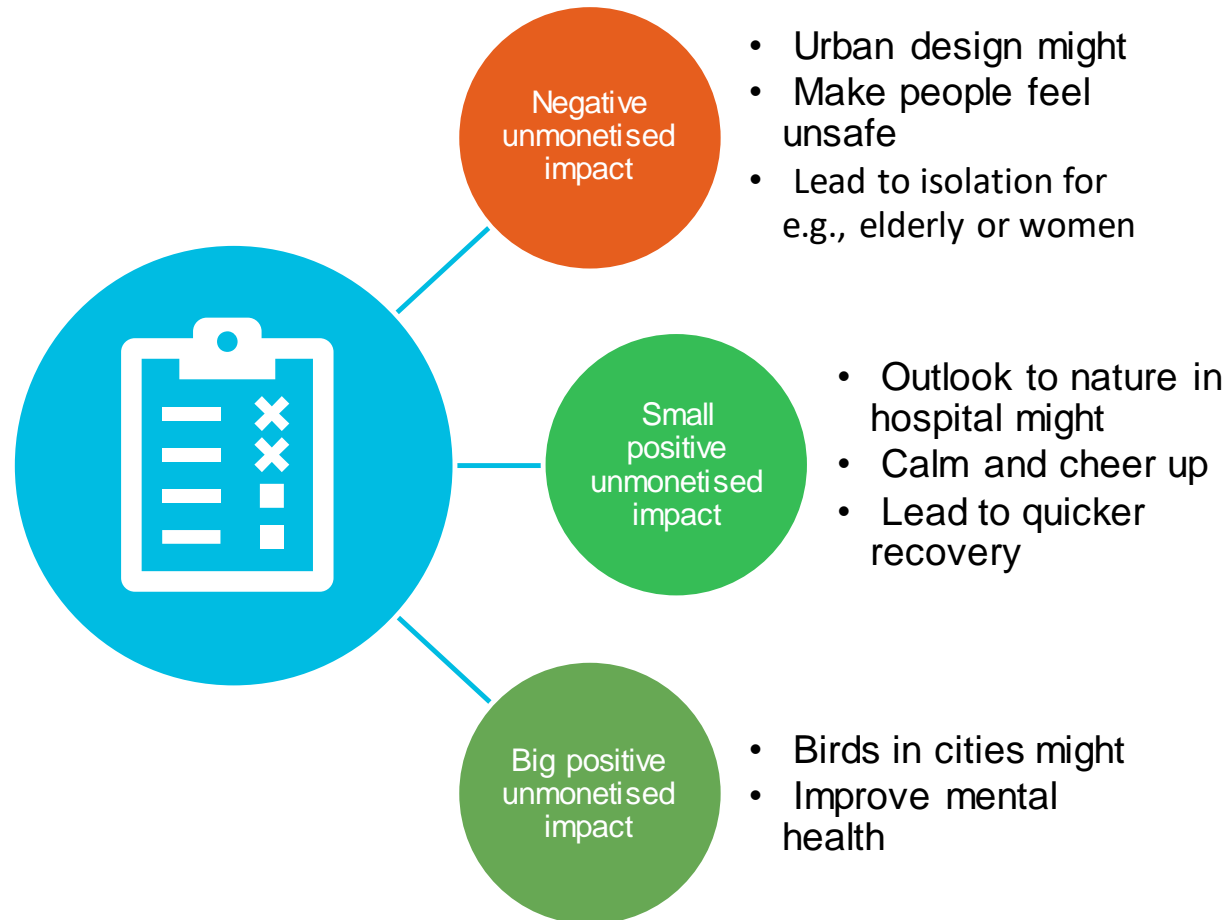 Negative
unmonetised
impact
• Urban design might
• Make people feel
unsafe
• Lead to isolation for
e.g., elderly or women
Small
positive
unmonetised
impact
• Outlook to nature in
hospital might
• Calm and cheer up
• Lead to quicker
recovery
Big positive
unmonetised
impact
• Birds in cities might
• Improve mental
health